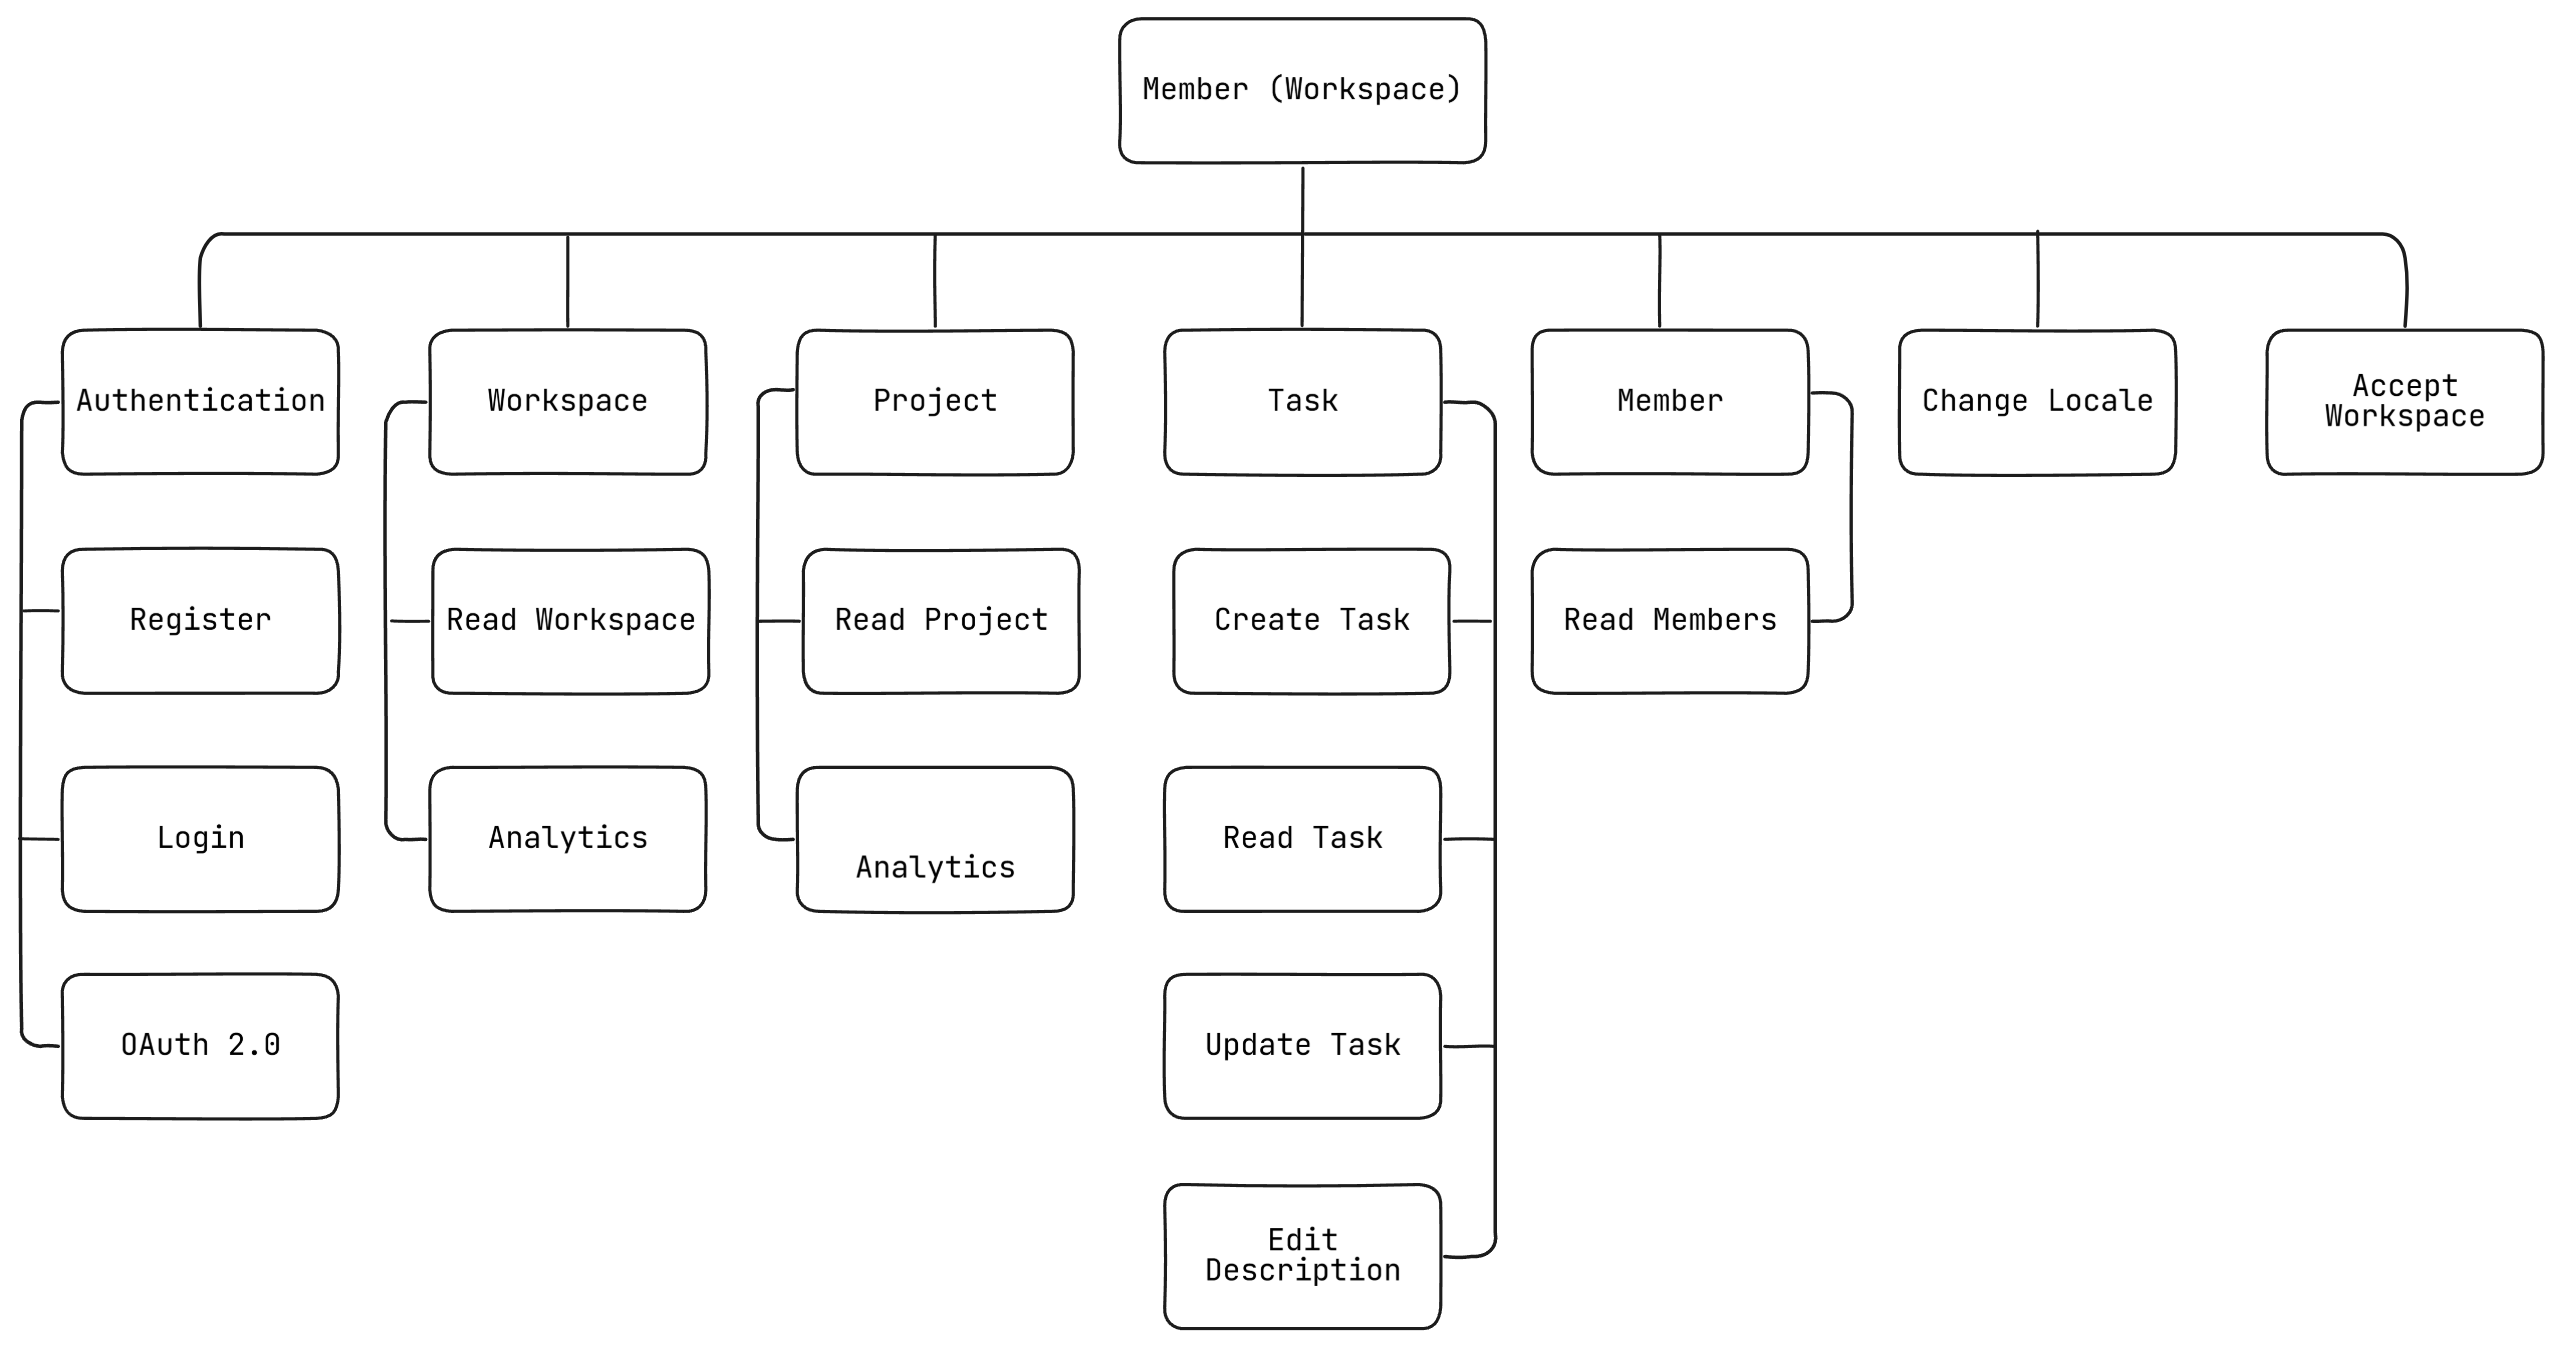 Member (Workspace)
Authentication
Workspace
Project
Task
Member
Change Locale
Accept
Workspace
Register
Read Workspace
Read Project
Create Task
Read Members
Login
Analytics
Analytics
Read Task
OAuth 2.0
Update Task
Edit
Description